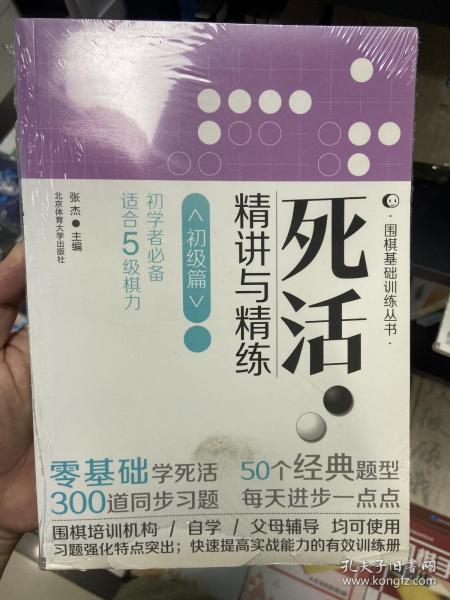 ·围棋基础训练丛书·
死活
精讲与精练
<初级篇>
初学者必备
适合5级棋力
张杰●主编
北京体育大学出版社
零基础学死活 50个经典题型
300道同步习题 每天进步一点点
围棋培训机构 / 自学 / 父母辅导 均可使用
习题强化特点突出；快速提高实战能力的有效训练册
孔夫子旧书网
www.kongfz.com